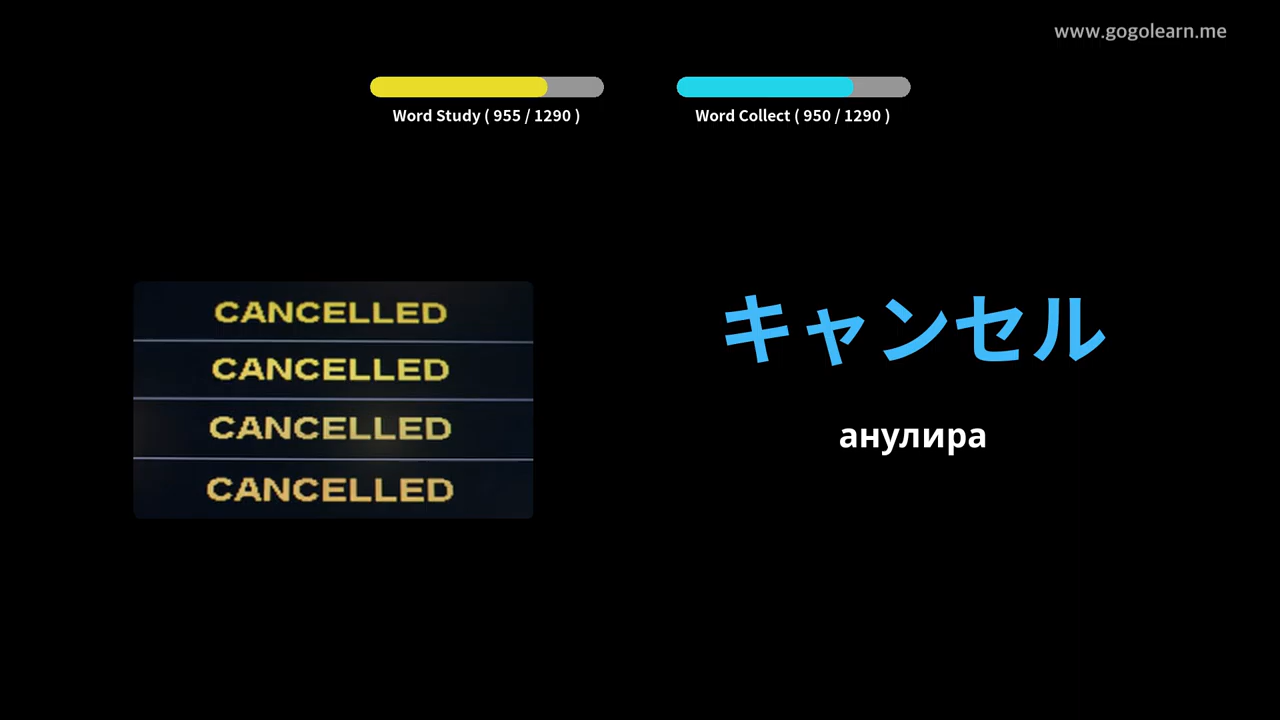 www.gogolearn.me
Word Study ( 955 / 1290 )
Word Collect ( 950 / 1290 )
CANCELLED
CANCELLED
CANCELLED
CANCELLED
キャンセル
анулира